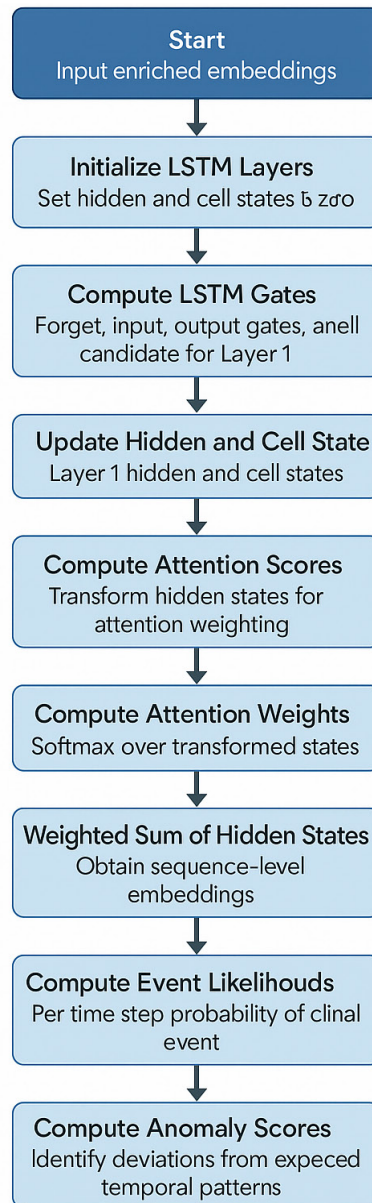 Start
Input enriched embeddings
Initialize LSTM Layers
Set hidden and cell states
Compute LSTM Gates
Forget, input, output gates, anell
candidate for Layer 1
Update Hidden and Cell State
Layer 1 hidden and cell states
Compute Attention Scores
Transform hidden states for
attention weighting
Compute Attention Weights
Softmax over transformed states
Weighted Sum of Hidden States
Obtain sequence-level
embeddings
Compute Event Likelihouds
Per time step probability of clinal
event
Compute Anomaly Scores
Identify deviations from expeced
temporal patterns